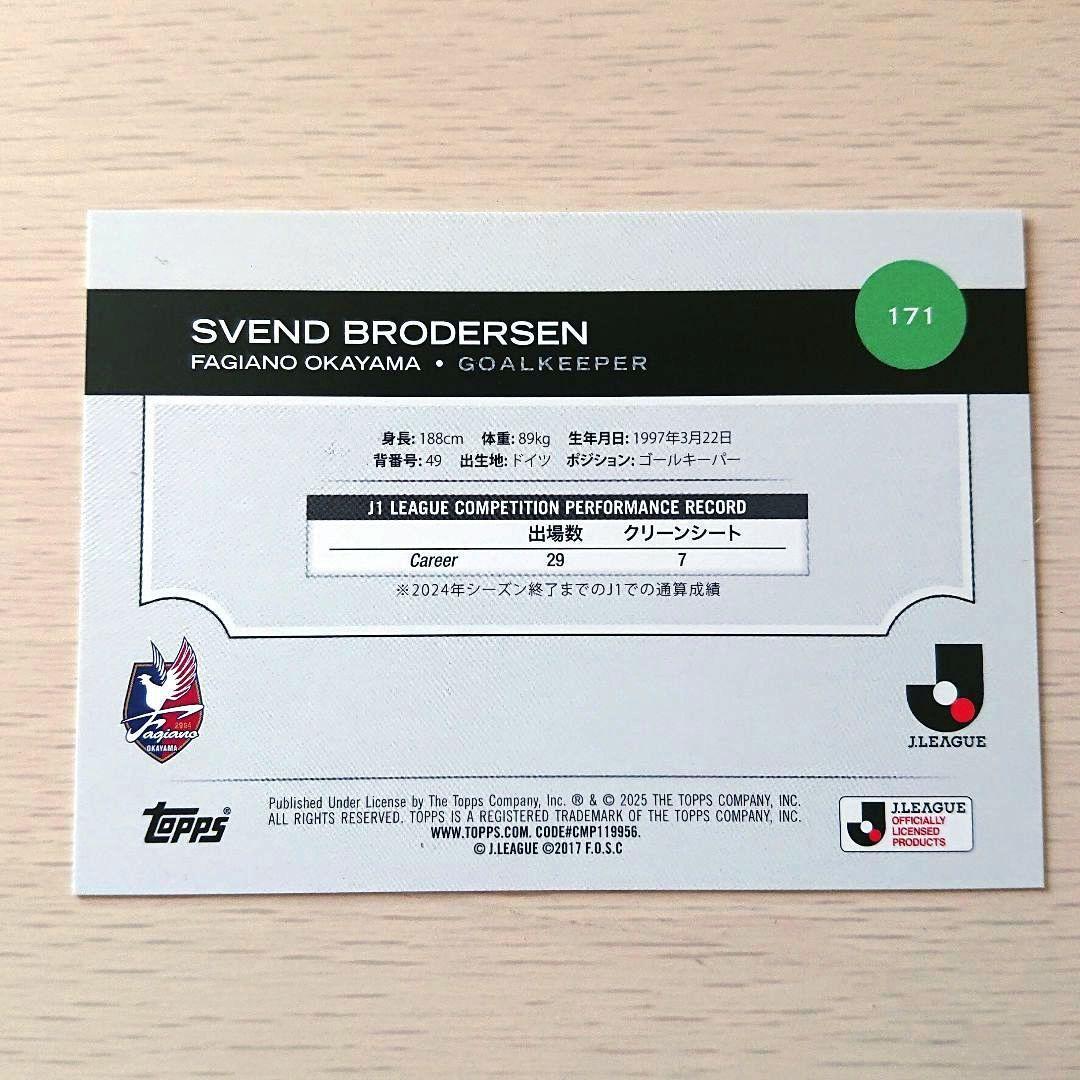 SVEND BRODERSEN
171
FAGIANO OKAYAMA • GOALKEEPER
身長: 188cm 体重: 89kg 生年月日: 1997年3月22日
背番号: 49 出生地: ドイツ ポジション: ゴールキーパー
J1 LEAGUE COMPETITION PERFORMANCE RECORD
出場数 クリーンシート
Career 29 7
※2024年シーズン終了までのJ1での通算成績
2004
Fagiano
OKAYAMA
J.LEAGUE
Topps®
Published Under License by The Topps Company, Inc. ® & © 2025 THE TOPPS COMPANY, INC.
ALL RIGHTS RESERVED. TOPPS IS A REGISTERED TRADEMARK OF THE TOPPS COMPANY, INC.
WWW.TOPPS.COM. CODE#CMP119956.
© J.LEAGUE ©2017 F.O.S.C
J.LEAGUE
OFFICIALLY
LICENSED
PRODUCTS